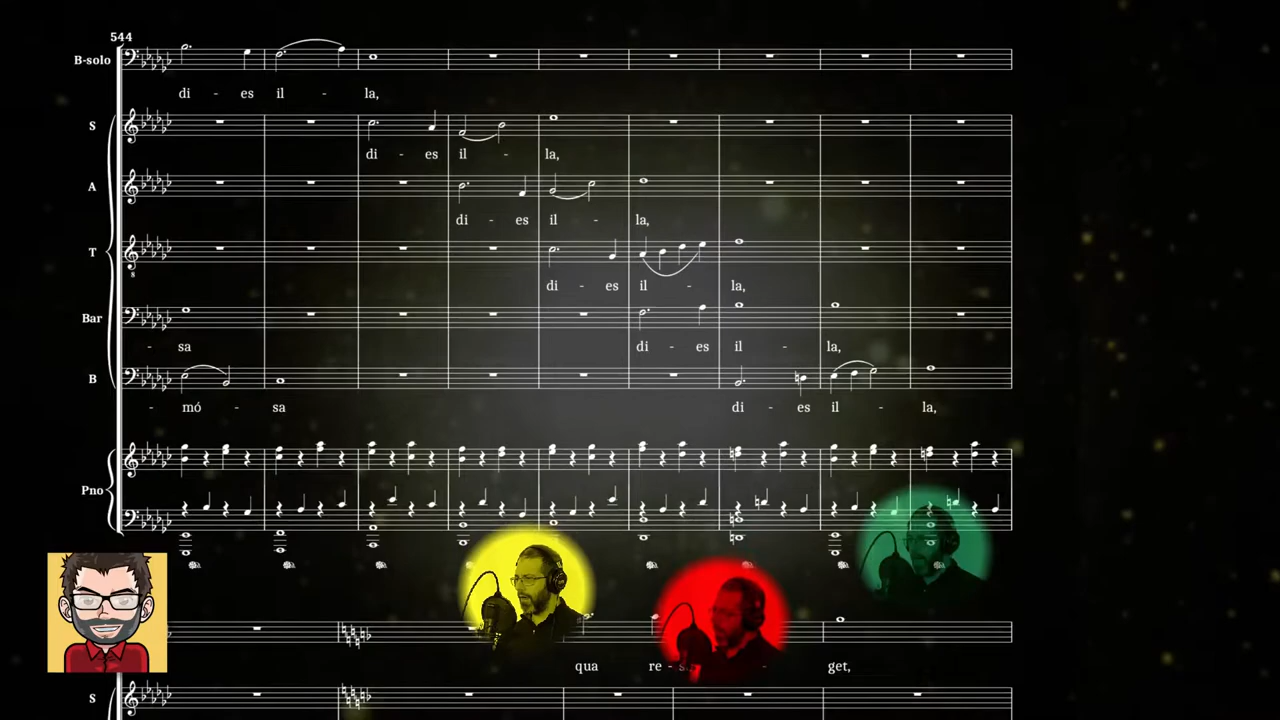 544
B-solo
di - es il - la,
S
di - es il - la,
A
di - es il - la,
T
8
di - es il - la,
Bar
- sa di - es il - la,
B
- mó - sa di - es il - la,
Pno
qua re - - get,
S